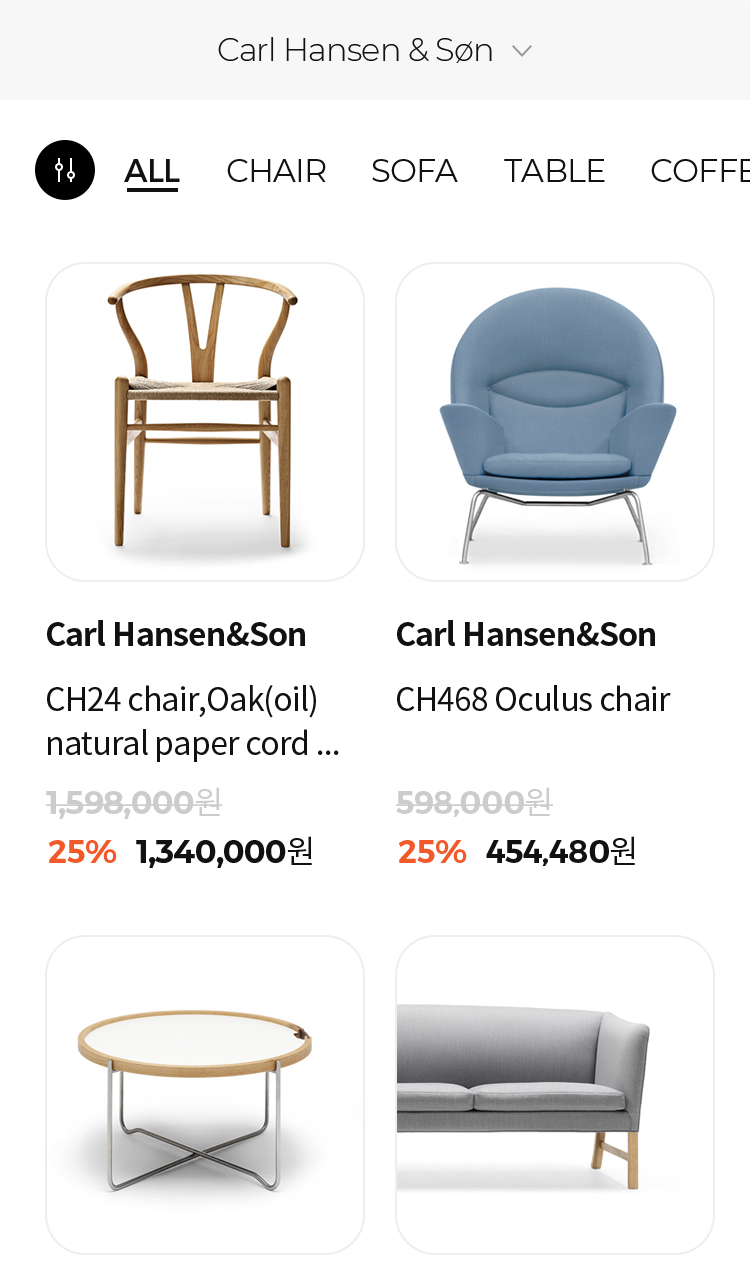 Carl Hansen & Søn
ALL CHAIR SOFA TABLE COFFE
Carl Hansen&Son
CH24 chair,Oak(oil)
natural paper cord ...
1,598,000원
25% 1,340,000원
Carl Hansen&Son
CH468 Oculus chair
598,000원
25% 454,480원